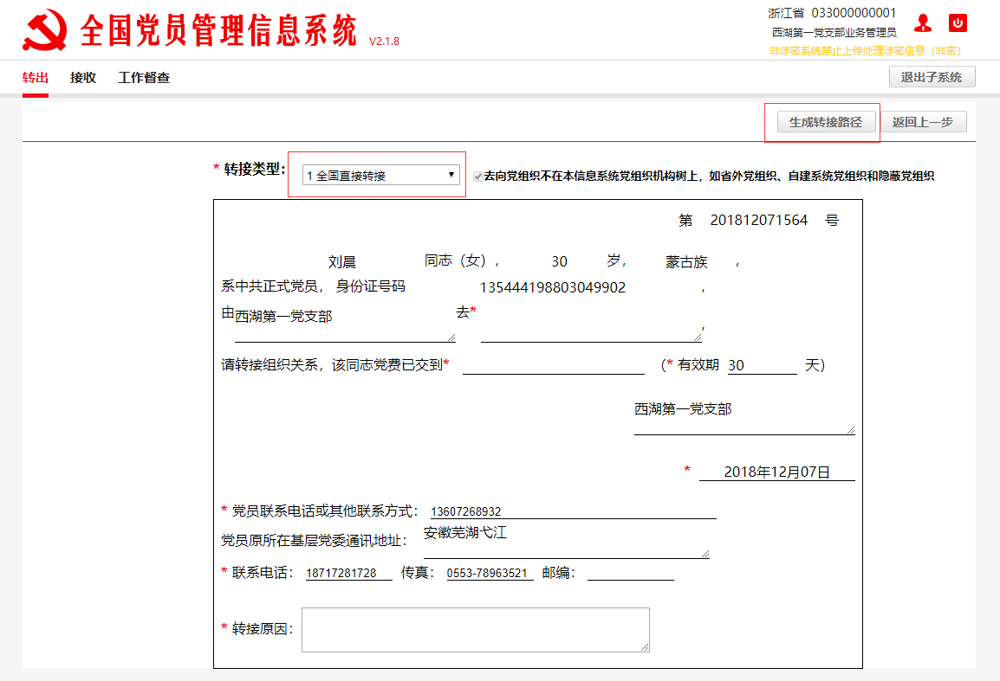 全国党员管理信息系统 V2.1.8
浙江省 033000000001
西湖第一党支部业务管理员
非涉密系统禁止上传处理涉密信息（非密）
转出 接收 工作督查 退出子系统
生成转接路径 返回上一步
* 转接类型： 1 全国直接转接 去向党组织不在本信息系统党组织机构树上，如省外党组织、自建系统党组织和隐蔽党组织
第 201812071564 号
刘晨 同志（女）， 30 岁， 蒙古族 ，
系中共正式党员， 身份证号码 135444198803049902 ，
由西湖第一党支部 去* ，
请转接组织关系，该同志党费已交到* （* 有效期 30 天）
西湖第一党支部
* 2018年12月07日
* 党员联系电话或其他联系方式： 13607268932
党员原所在基层党委通讯地址： 安徽芜湖弋江
* 联系电话： 18717281728 传真： 0553-78963521 邮编：
* 转接原因：